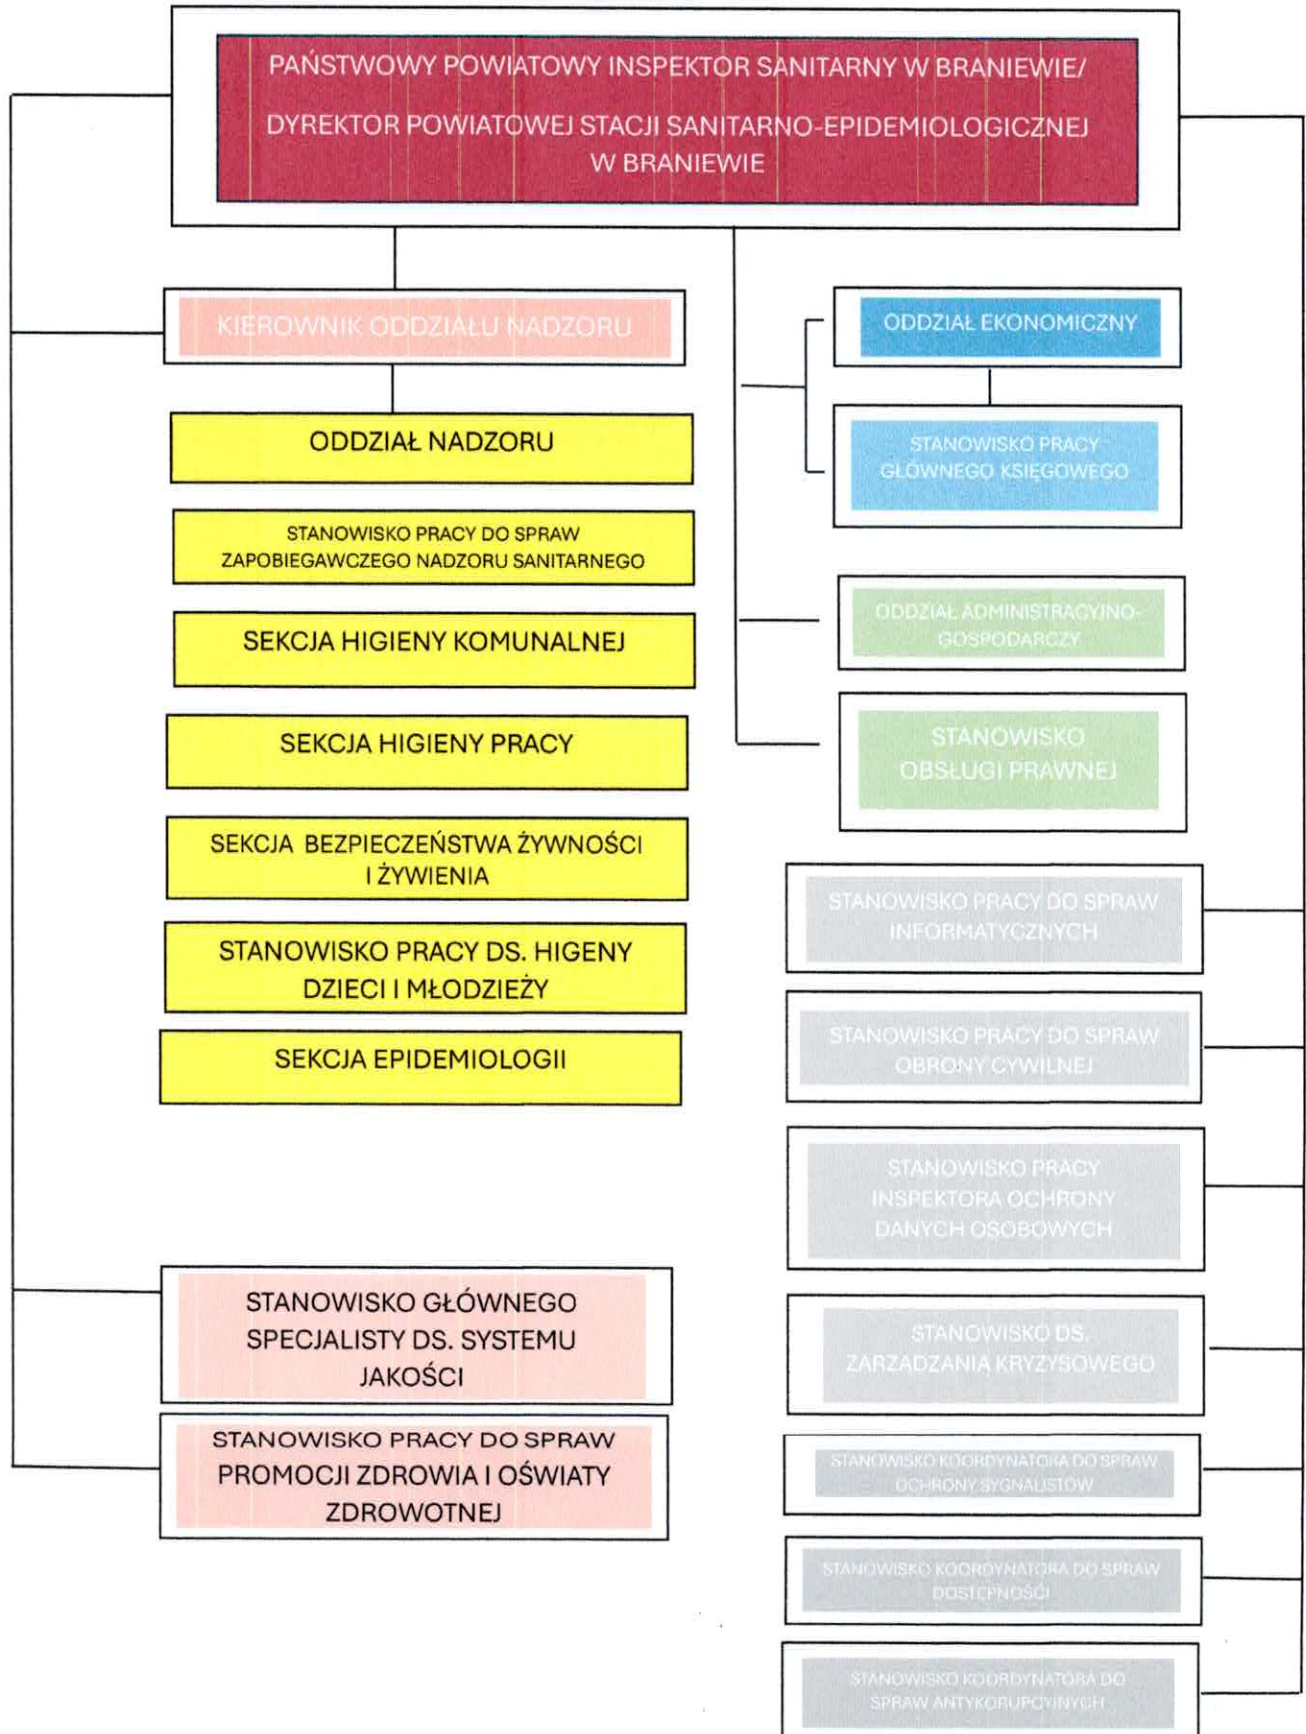 PAŃSTWOWY POWIATOWY INSPEKTOR SANITARNY W BRANIEWIE/
DYREKTOR POWIATOWEJ STACJI SANITARNO-EPIDEMIOLOGICZNEJ
W BRANIEWIE
KIEROWNIK ODDZIAŁU NADZORU
ODDZIAŁ NADZORU
STANOWISKO PRACY DO SPRAW
ZAPOBIEGAWCZEGO NADZORU SANITARNEGO
SEKCJA HIGIENY KOMUNALNEJ
SEKCJA HIGIENY PRACY
SEKCJA BEZPIECZEŃSTWA ŻYWNOŚCI
I ŻYWIENIA
STANOWISKO PRACY DS. HIGENY
DZIECI I MŁODZIEŻY
SEKCJA EPIDEMIOLOGII
STANOWISKO GŁÓWNEGO
SPECJALISTY DS. SYSTEMU
JAKOŚCI
STANOWISKO PRACY DO SPRAW
PROMOCJI ZDROWIA I OŚWIATY
ZDROWOTNEJ
ODDZIAŁ EKONOMICZNY
STANOWISKO PRACY
GŁÓWNEGO KSIĘGOWEGO
ODDZIAŁ ADMINISTRACYJNO-
GOSPODARCZY
STANOWISKO
OBSŁUGI PRAWNEJ
STANOWISKO PRACY DO SPRAW
INFORMATYCZNYCH
STANOWISKO PRACY DO SPRAW
OBRONY CYWILNEJ
STANOWISKO PRACY
INSPEKTORA OCHRONY
DANYCH OSOBOWYCH
STANOWISKO DS.
ZARZĄDZANIA KRYZYSOWEGO
STANOWISKO KOORDYNATORA DO SPRAW
OCHRONY SYGNALISTÓW
STANOWISKO KOORDYNATORA DO SPRAW
DOSTĘPNOŚCI
STANOWISKO KOORDYNATORA DO
SPRAW ANTYKORUPCYJNYCH